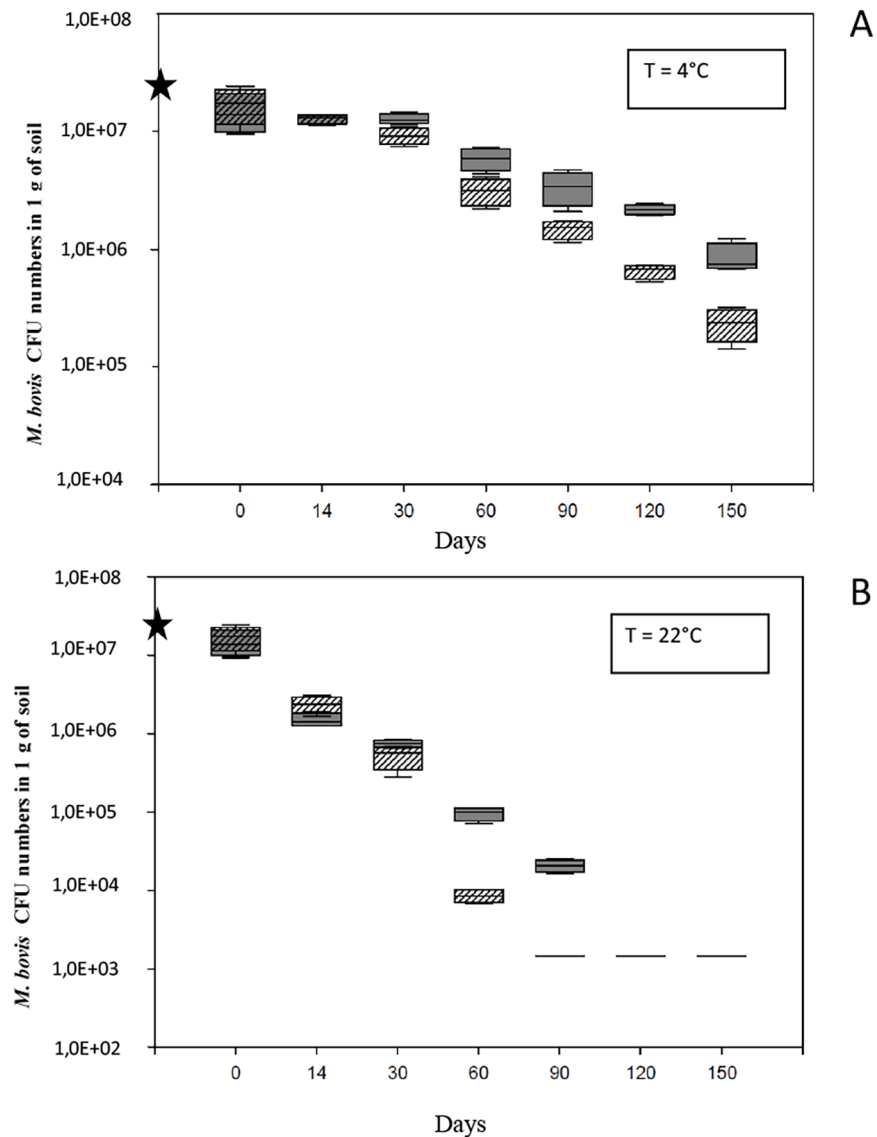 A
1,0E+08
T = 4°C
1,0E+07
1,0E+06
1,0E+05
1,0E+04
M. bovis CFU numbers in 1 g of soil
0 14 30 60 90 120 150
Days
B
1,0E+08
T = 22°C
1,0E+07
1,0E+06
1,0E+05
1,0E+04
1,0E+03
1,0E+02
M. bovis CFU numbers in 1 g of soil
0 14 30 60 90 120 150
Days